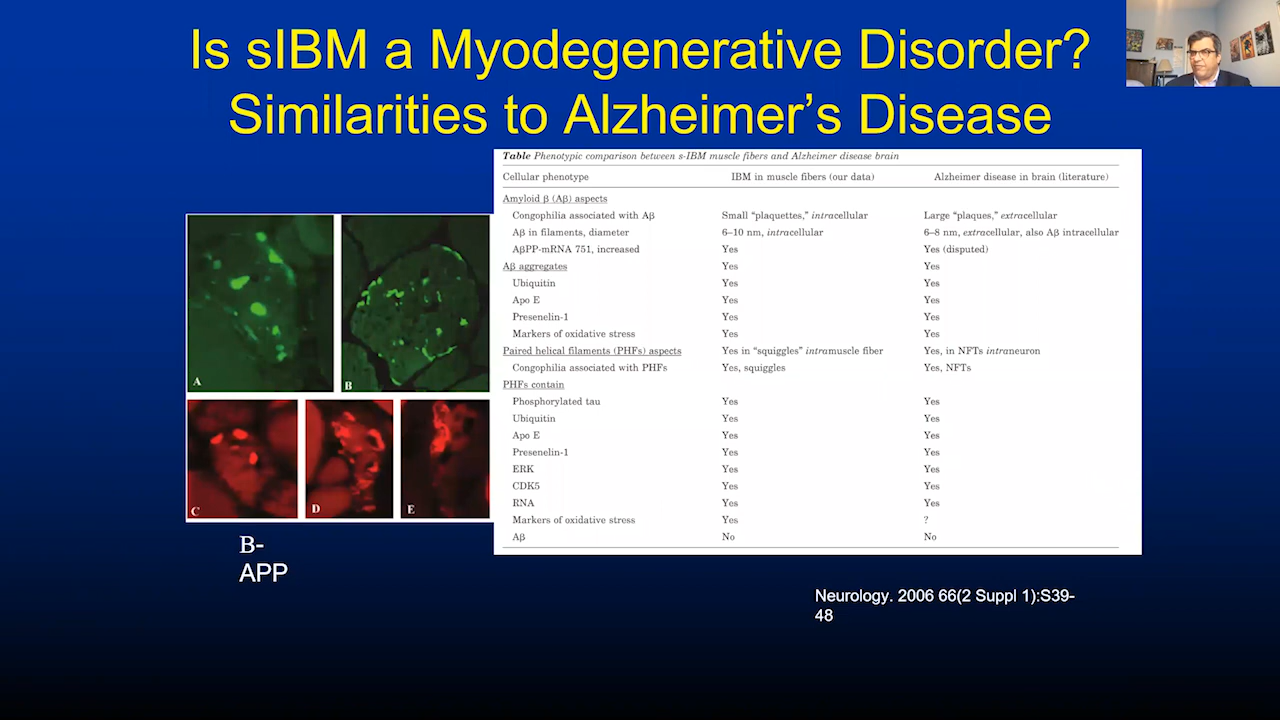 Is sIBM a Myodegenerative Disorder?
Similarities to Alzheimer's Disease
Table Phenotypic comparison between s-IBM muscle fibers and Alzheimer disease brain
Cellular phenotype IBM in muscle fibers (our data) Alzheimer disease in brain (literature)
Amyloid β (Aβ) aspects
Congophilia associated with Aβ Small “plaquettes,” intracellular Large “plaques,” extracellular
Aβ in filaments, diameter 6–10 nm, intracellular 6–8 nm, extracellular, also Aβ intracellular
AβPP-mRNA 751, increased Yes Yes (disputed)
Aβ aggregates Yes Yes
Ubiquitin Yes Yes
Apo E Yes Yes
Presenelin-1 Yes Yes
Markers of oxidative stress Yes Yes
Paired helical filaments (PHFs) aspects Yes in “squiggles” intramuscle fiber Yes, in NFTs intraneuron
Congophilia associated with PHFs Yes, squiggles Yes, NFTs
PHFs contain
Phosphorylated tau Yes Yes
Ubiquitin Yes Yes
Apo E Yes Yes
Presenelin-1 Yes Yes
ERK Yes Yes
CDK5 Yes Yes
RNA Yes Yes
Markers of oxidative stress Yes ?
Aβ No No
A
B
C
D
E
B-
APP
Neurology. 2006 66(2 Suppl 1):S39-
48